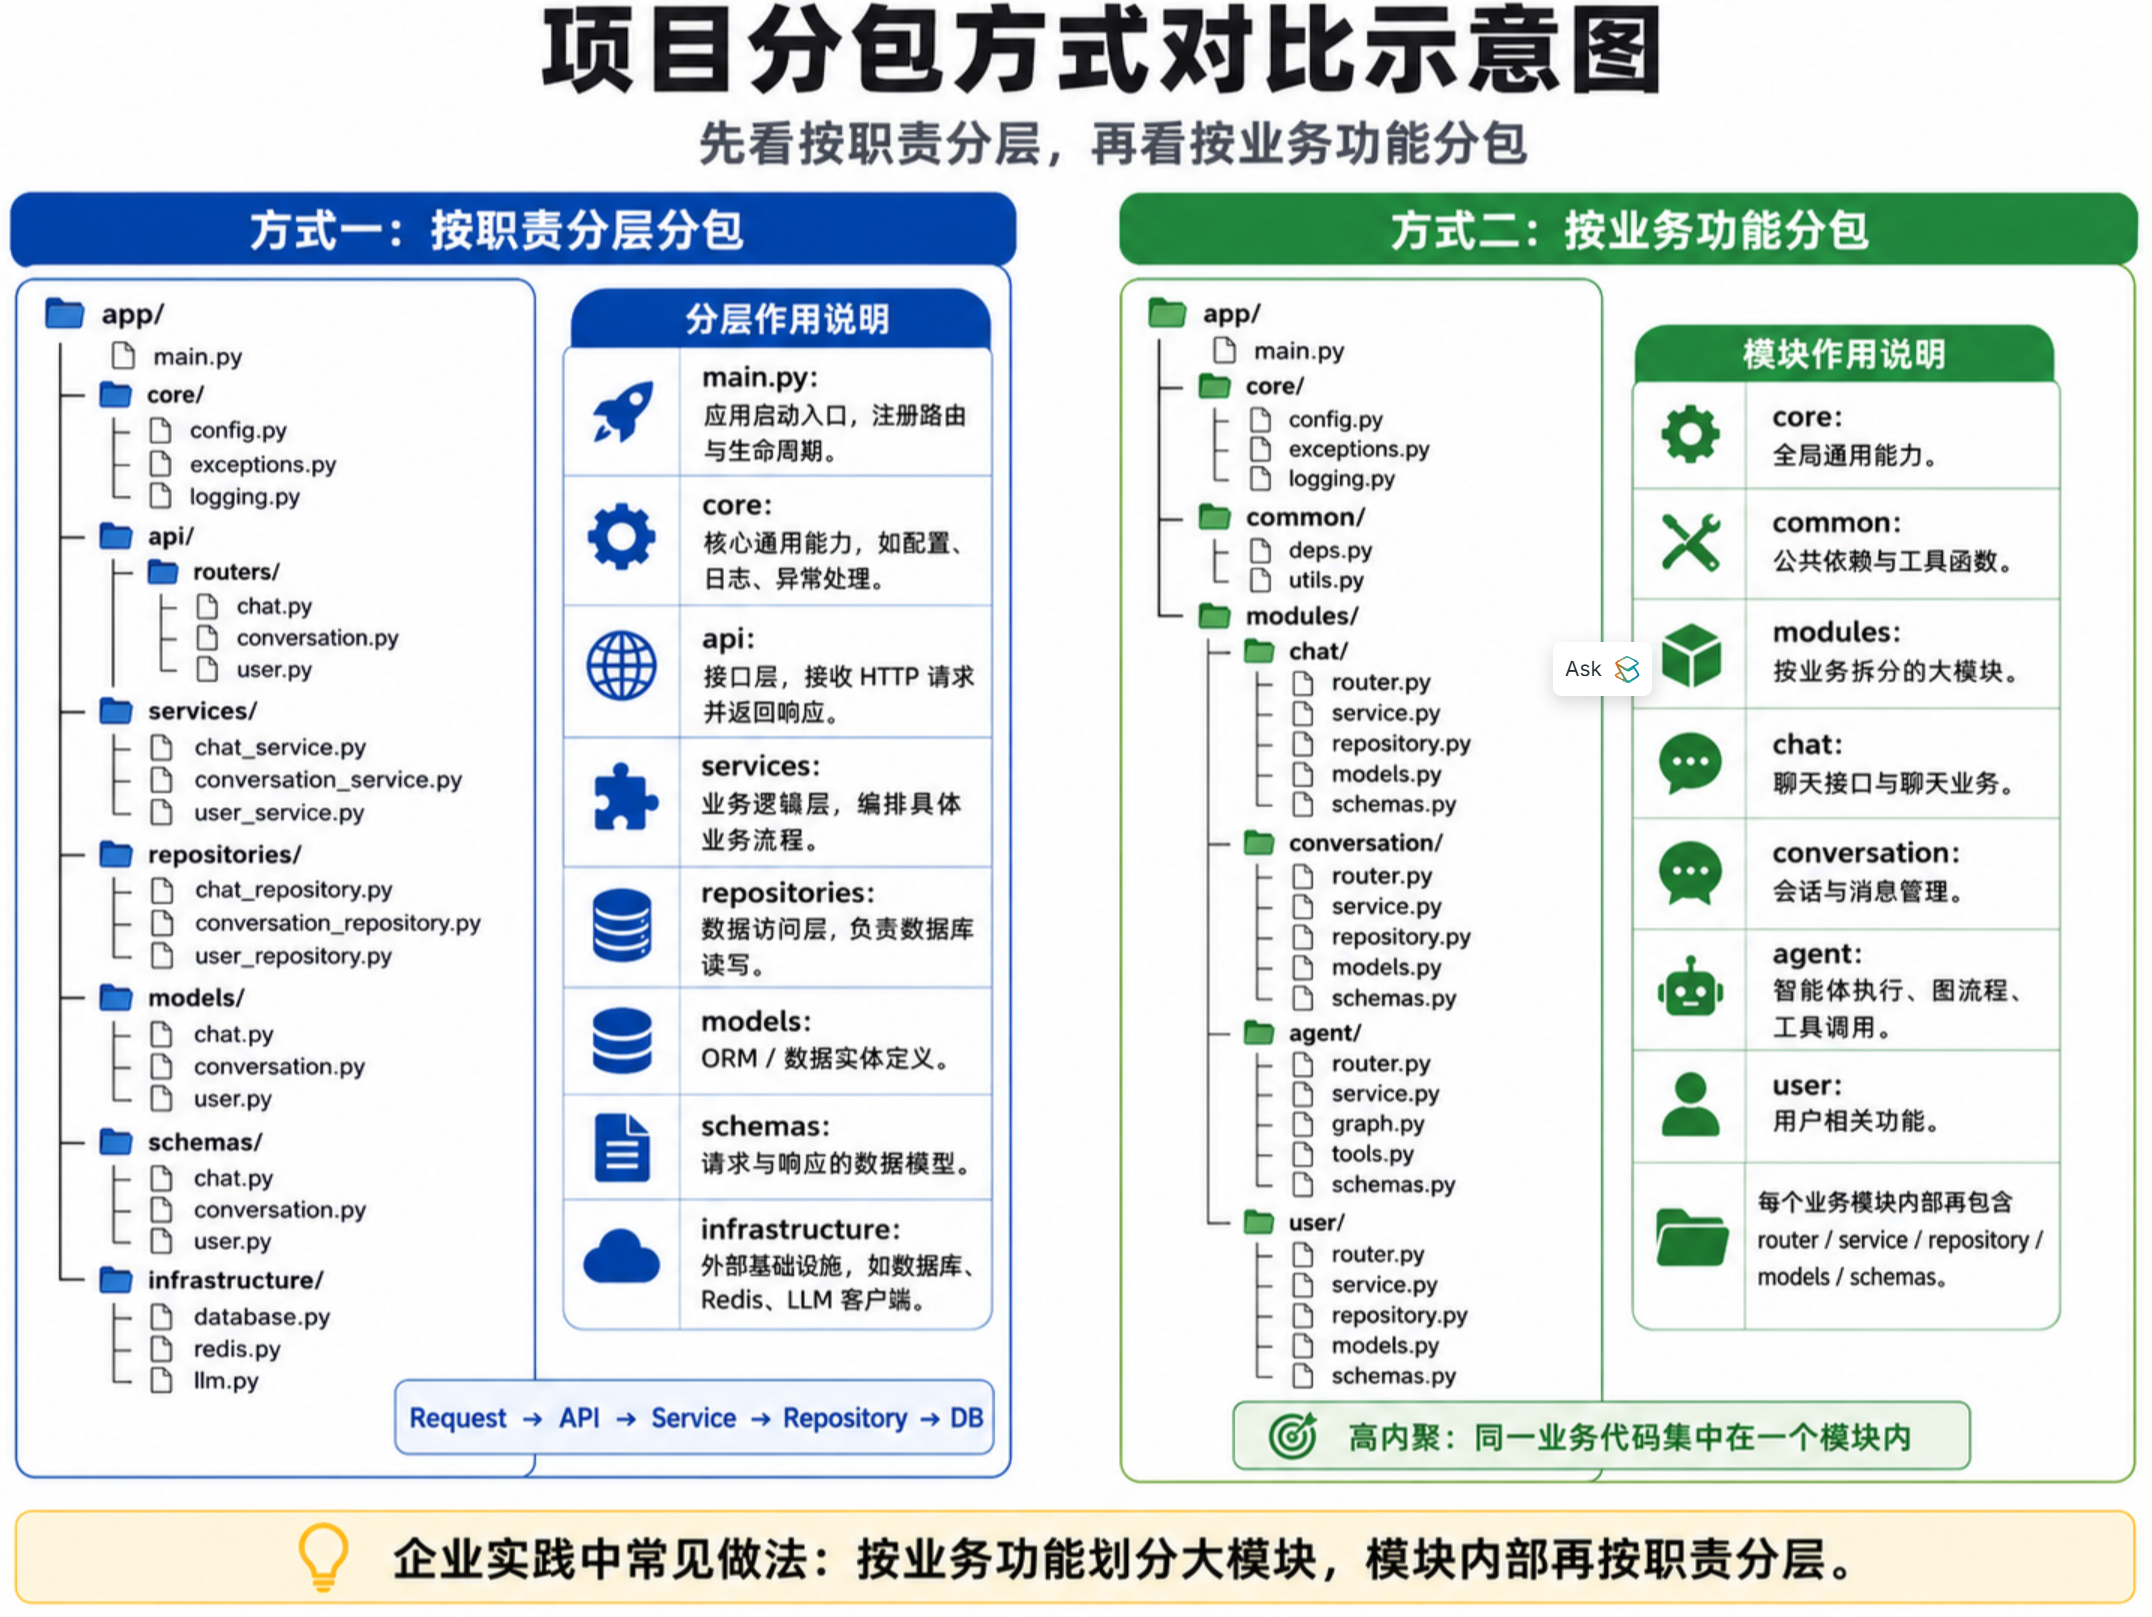 项目分包方式对比示意图
先看按职责分层，再看按业务功能分包
方式一：按职责分层分包
app/
main.py
core/
config.py
exceptions.py
logging.py
api/
routers/
chat.py
conversation.py
user.py
services/
chat_service.py
conversation_service.py
user_service.py
repositories/
chat_repository.py
conversation_repository.py
user_repository.py
models/
chat.py
conversation.py
user.py
schemas/
chat.py
conversation.py
user.py
infrastructure/
database.py
redis.py
llm.py
分层作用说明
main.py:
应用启动入口，注册路由
与生命周期。
core:
核心通用能力，如配置、
日志、异常处理。
api:
接口层，接收 HTTP 请求
并返回响应。
services:
业务逻辑层，编排具体
业务流程。
repositories:
数据访问层，负责数据库
读写。
models:
ORM / 数据实体定义。
schemas:
请求与响应的数据模型。
infrastructure:
外部基础设施，如数据库、
Redis、LLM 客户端。
Request → API → Service → Repository → DB
方式二：按业务功能分包
app/
main.py
core/
config.py
exceptions.py
logging.py
common/
deps.py
utils.py
modules/
chat/
router.py
service.py
repository.py
models.py
schemas.py
conversation/
router.py
service.py
repository.py
models.py
schemas.py
agent/
router.py
service.py
graph.py
tools.py
schemas.py
user/
router.py
service.py
repository.py
models.py
schemas.py
Ask
模块作用说明
core:
全局通用能力。
common:
公共依赖与工具函数。
modules:
按业务拆分的大模块。
chat:
聊天接口与聊天业务。
conversation:
会话与消息管理。
agent:
智能体执行、图流程、
工具调用。
user:
用户相关功能。
每个业务模块内部再包含
router / service / repository /
models / schemas。
高内聚：同一业务代码集中在一个模块内
企业实践中常见做法：按业务功能划分大模块，模块内部再按职责分层。